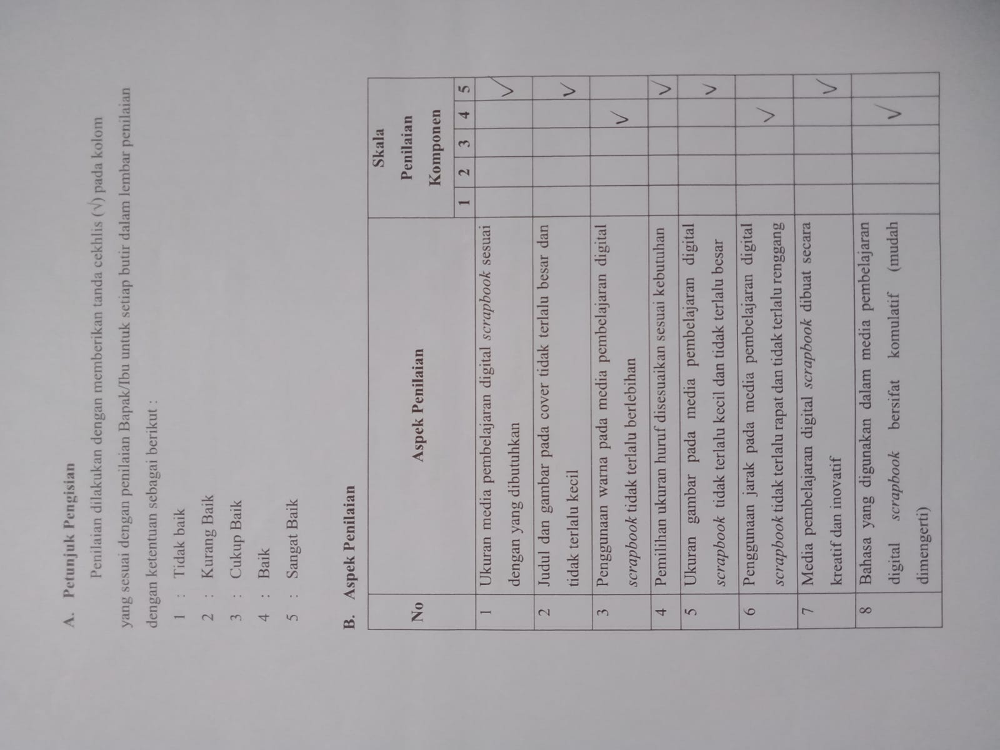 A. Petunjuk Pengisian
Penilaian dilakukan dengan memberikan tanda cekhlis (√) pada kolom
yang sesuai dengan penilaian Bapak/Ibu untuk setiap butir dalam lembar penilaian
dengan ketentuan sebagai berikut :
1 : Tidak baik
2 : Kurang Baik
3 : Cukup Baik
4 : Baik
5 : Sangat Baik
B. Aspek Penilaian
No
Aspek Penilaian
Skala
Penilaian
Komponen
1 2 3 4 5
1 Ukuran media pembelajaran digital scrapbook sesuai
dengan yang dibutuhkan √
2 Judul dan gambar pada cover tidak terlalu besar dan
tidak terlalu kecil √
3 Penggunaan warna pada media pembelajaran digital
scrapbook tidak terlalu berlebihan √
4 Pemilihan ukuran huruf disesuaikan sesuai kebutuhan √
5 Ukuran gambar pada media pembelajaran digital
scrapbook tidak terlalu kecil dan tidak terlalu besar √
6 Penggunaan jarak pada media pembelajaran digital
scrapbook tidak terlalu rapat dan tidak terlalu renggang √
7 Media pembelajaran digital scrapbook dibuat secara
kreatif dan inovatif √
8 Bahasa yang digunakan dalam media pembelajaran
digital scrapbook bersifat komulatif (mudah √
dimengerti)